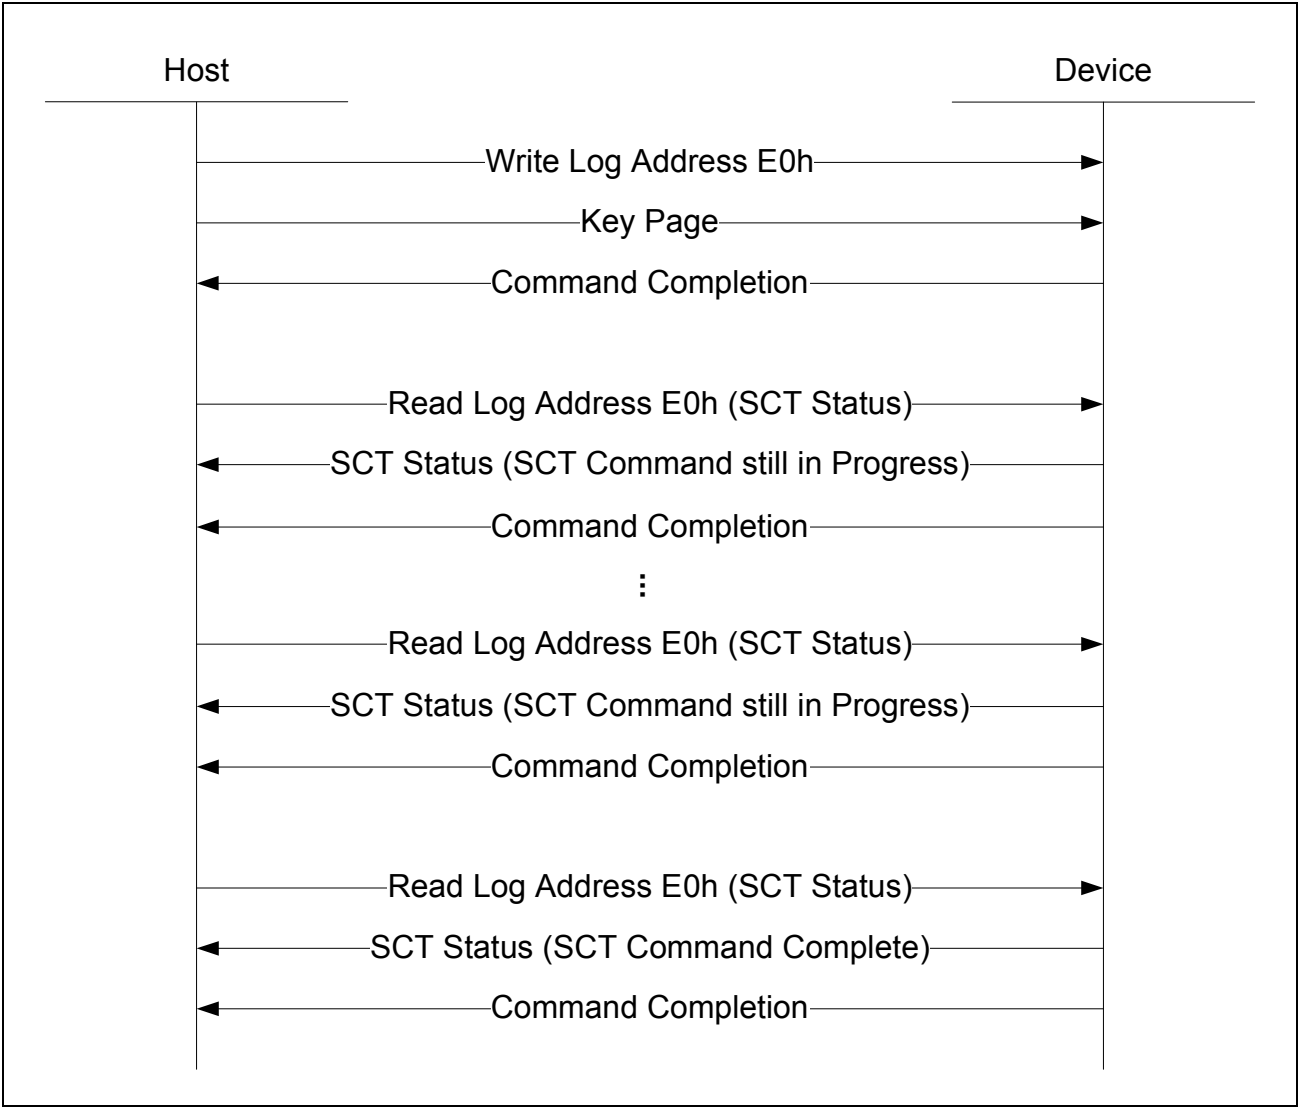 Host
Device
Write Log Address E0h
Key Page
Command Completion
Read Log Address E0h (SCT Status)
SCT Status (SCT Command still in Progress)
Command Completion
...
Read Log Address E0h (SCT Status)
SCT Status (SCT Command still in Progress)
Command Completion
Read Log Address E0h (SCT Status)
SCT Status (SCT Command Complete)
Command Completion